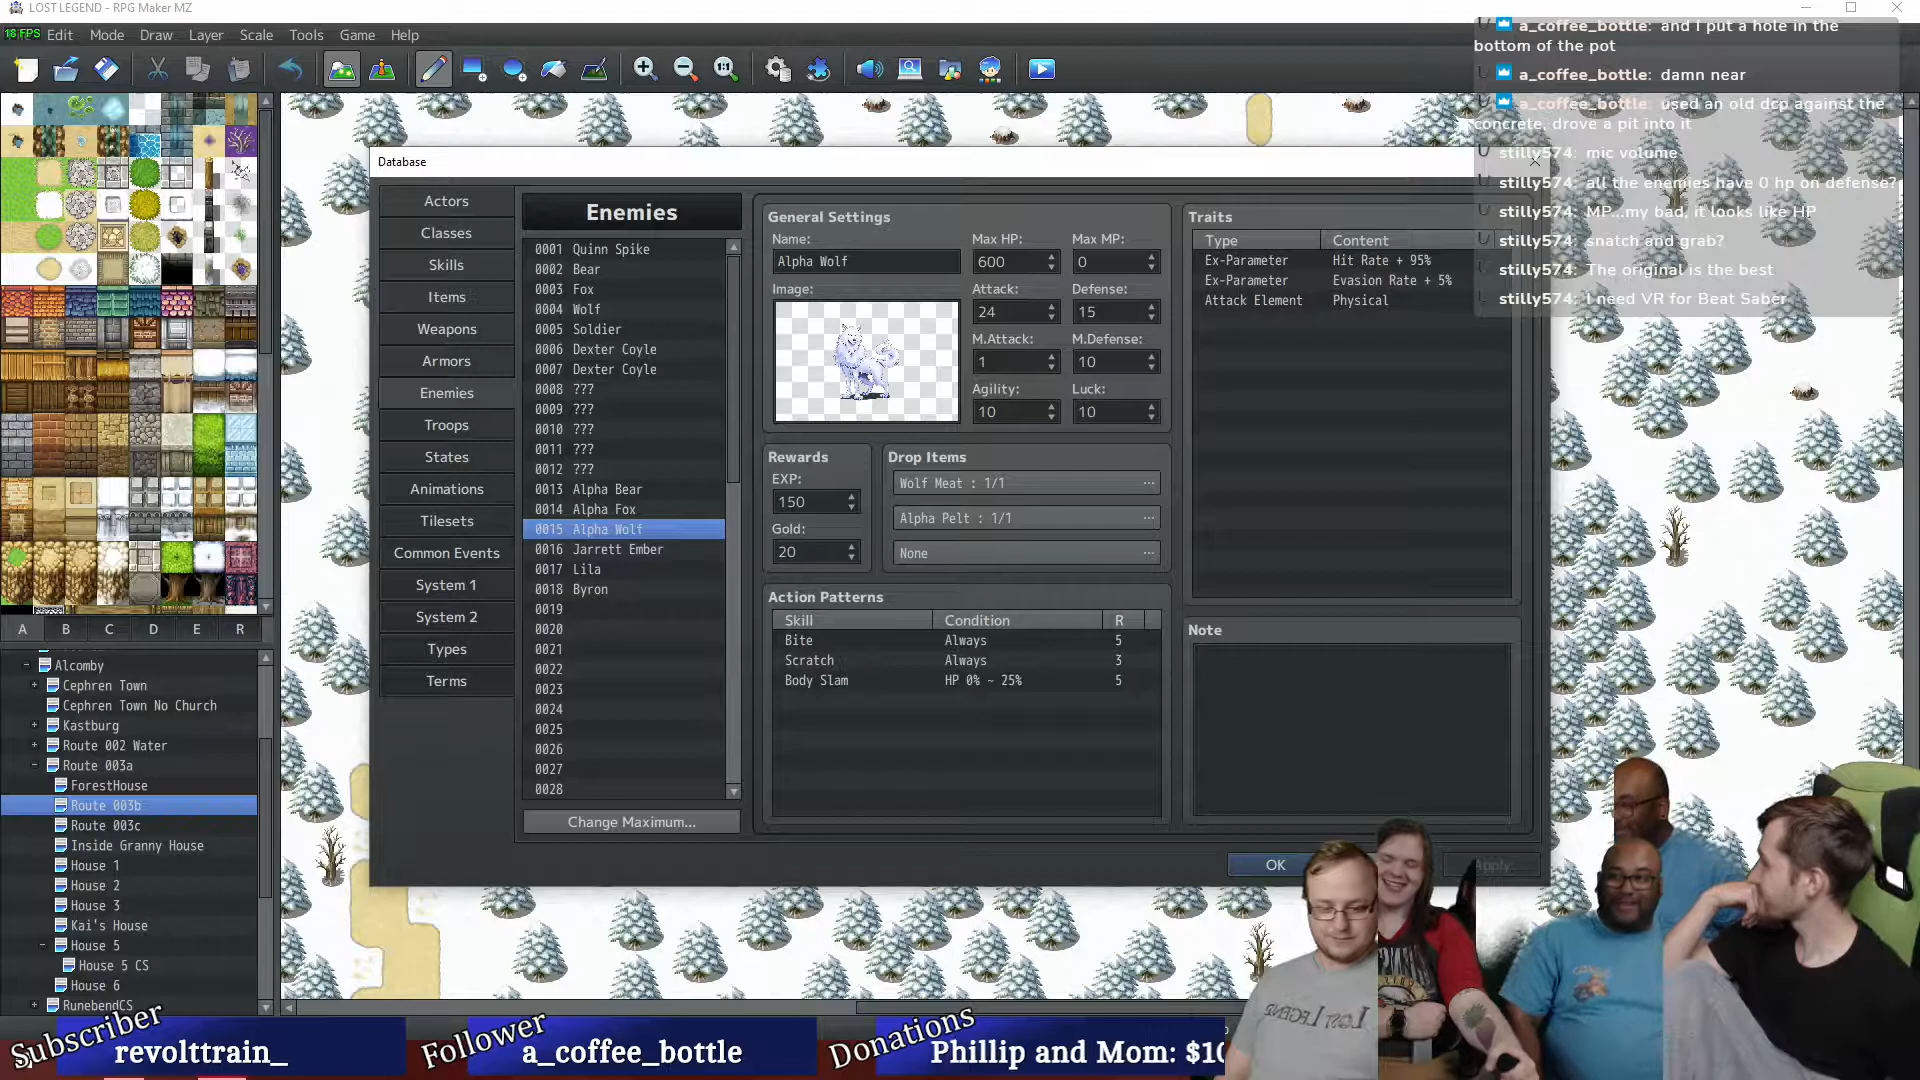 LOST LEGEND - RPG Maker MZ
18 FPS Edit Mode Draw Layer Scale Tools Game Help
a_coffee_bottle: and I put a hole in the
bottom of the pot
a_coffee_bottle: damn near
a_coffee_bottle: used an old dcp against the
concrete, drove a pit into it
stilly574: mic volume
stilly574: all the enemies have 0 hp on defense?
stilly574: MP...my bad, it looks like HP
stilly574: snatch and grab?
stilly574: The original is the best
stilly574: I need VR for Beat Saber
Database
Actors
Classes
Skills
Items
Weapons
Armors
Enemies
Troops
States
Animations
Tilesets
Common Events
System 1
System 2
Types
Terms
Enemies
0001 Quinn Spike
0002 Bear
0003 Fox
0004 Wolf
0005 Soldier
0006 Dexter Coyle
0007 Dexter Coyle
0008 ???
0009 ???
0010 ???
0011 ???
0012 ???
0013 Alpha Bear
0014 Alpha Fox
0015 Alpha Wolf
0016 Jarrett Ember
0017 Lila
0018 Byron
0019
0020
0021
0022
0023
0024
0025
0026
0027
0028
Change Maximum...
General Settings
Name: Max HP: Max MP:
Alpha Wolf 600 0
Image: Attack: Defense:
24 15
M.Attack: M.Defense:
1 10
Agility: Luck:
10 10
Rewards
EXP:
150
Gold:
20
Drop Items
Wolf Meat : 1/1 ...
Alpha Pelt : 1/1 ...
None ...
Action Patterns
Skill Condition R
Bite Always 5
Scratch Always 3
Body Slam HP 0% ~ 25% 5
Traits
Type Content
Ex-Parameter Hit Rate + 95%
Ex-Parameter Evasion Rate + 5%
Attack Element Physical
Note
OK Apply
A B C D E R
Alcomby
Cephren Town
Cephren Town No Church
Kastburg
Route 002 Water
Route 003a
ForestHouse
Route 003b
Route 003c
Inside Granny House
House 1
House 2
House 3
Kai's House
House 5
House 5 CS
House 6
RunebendCS
Subscriber revolttrain_
Follower a_coffee_bottle
Donations Phillip and Mom: $10
LOST LEGEND